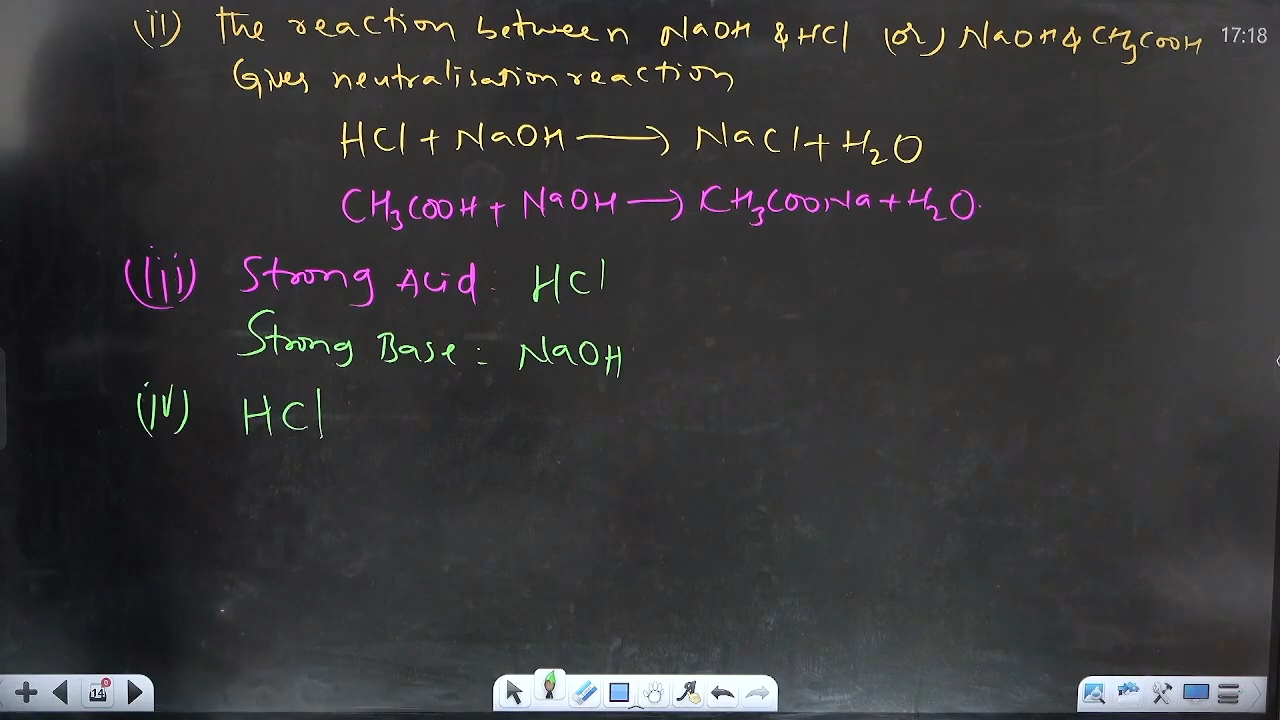 (ii) The reaction between NaOH & HCl (or) NaOH & CH3COOH 17:18
Gives neutralisation reaction
HCl + NaOH ⟶ NaCl + H2O
CH3COOH + NaOH ⟶ CH3COONa + H2O.
(iii) Strong Acid : HCl
Strong Base : NaOH
(iv) HCl
14